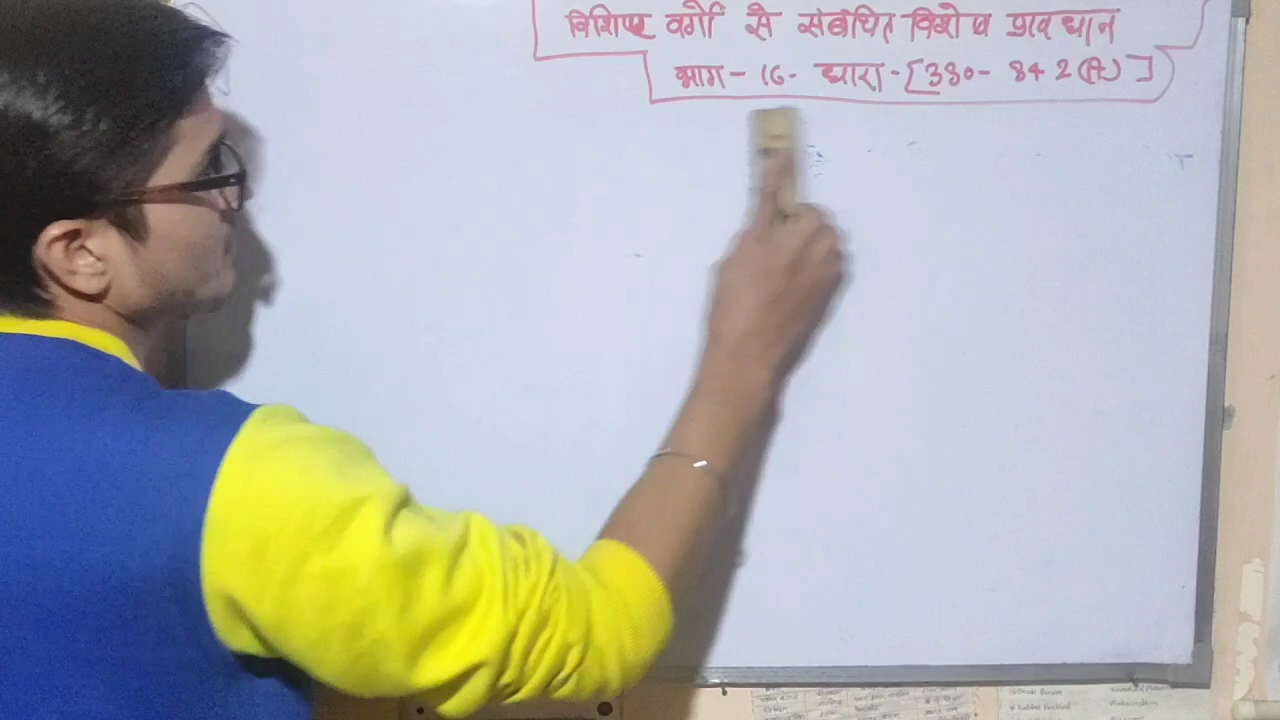 विशिष्ट वर्गो से संबंधित विशेष प्रावधान
भाग - 16 - धारा - [330 - 342(A)]